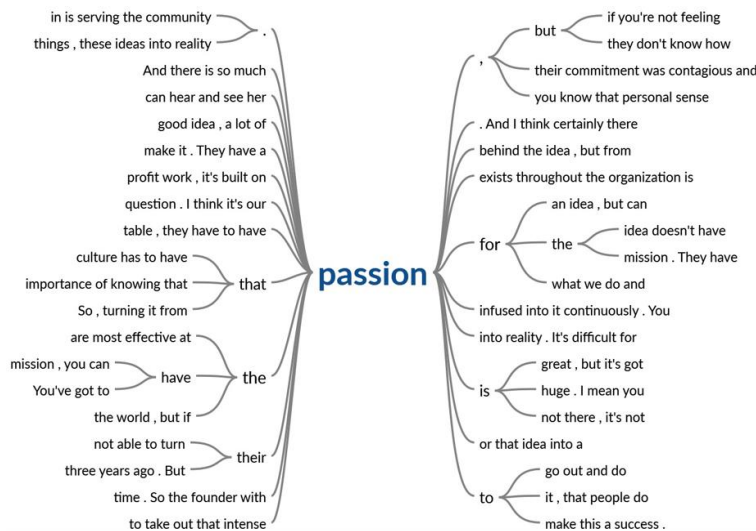 in is serving the community
things , these ideas into reality
.
And there is so much
can hear and see her
good idea , a lot of
make it . They have a
profit work , it's built on
question . I think it's our
table , they have to have
culture has to have
importance of knowing that
So , turning it from
that
are most effective at
mission , you can
You've got to
have
the world , but if
the
not able to turn
three years ago . But
their
time . So the founder with
to take out that intense
passion
,
but
if you're not feeling
they don't know how
their commitment was contagious and
you know that personal sense
. And I think certainly there
behind the idea , but from
exists throughout the organization is
for
an idea , but can
the
idea doesn't have
mission . They have
what we do and
infused into it continuously . You
into reality . It's difficult for
is
great , but it's got
huge . I mean you
not there , it's not
or that idea into a
to
go out and do
it , that people do
make this a success .